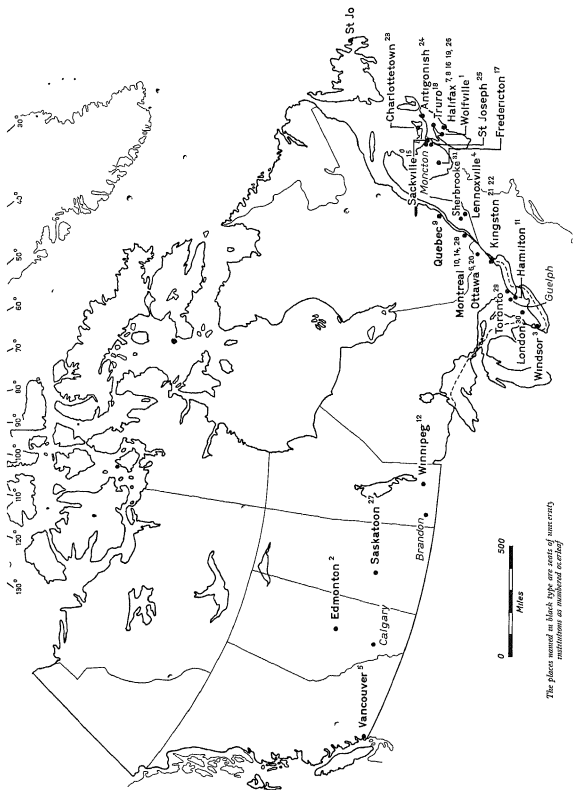 130°
120°
110°
100°
90°
80°
70°
60°
50°
40°
30°
St Jo
Charlottetown 23
Antigonish 24
Truro 18
Halifax 7, 8 16 19, 26
Wolfville 1
St Joseph 25
Fredericton 17
Sackville 15
Moncton
Sherbrooke 31
Lennoxville 4
Quebec 9
Montreal 10, 14, 28
Ottawa 6, 20
Kingston 21 22
Toronto 29
Hamilton 11
Guelph
London 30
Windsor 3
Winnipeg 12
Brandon
Saskatoon 27
Edmonton 2
Calgary
Vancouver 5
0 500
Miles
The places named in black type are seats of university
institutions as numbered overleaf